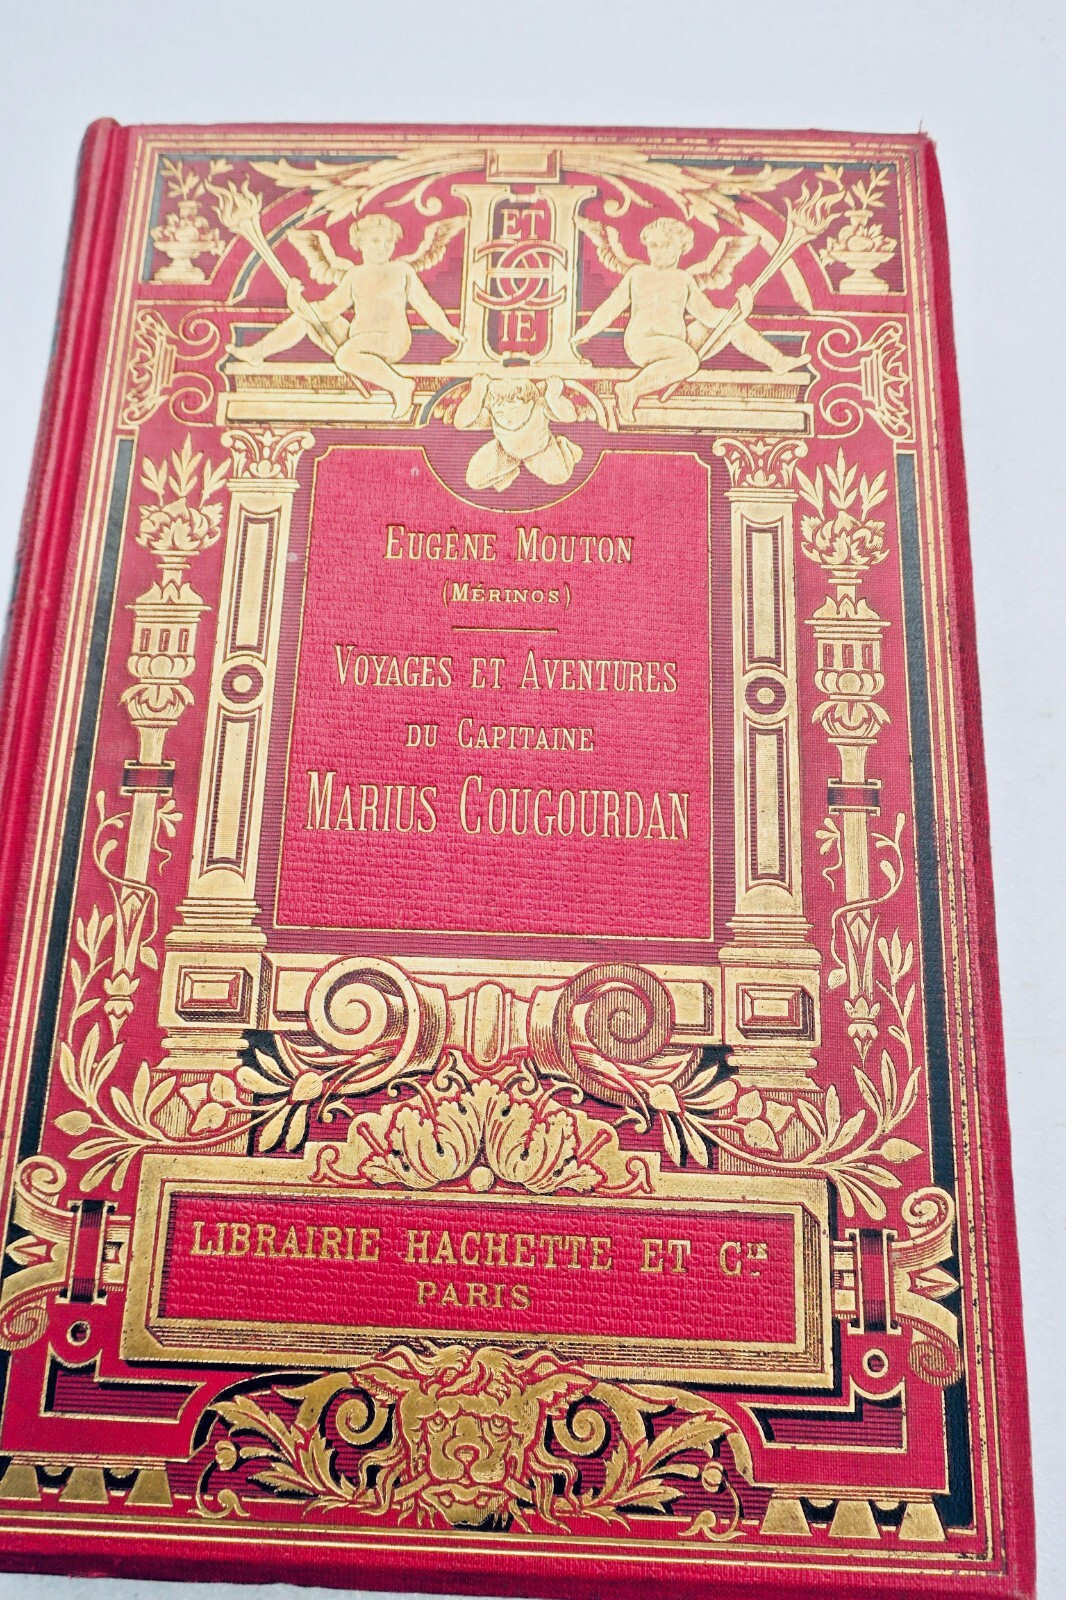 H
ET
C
IE
EUGÈNE MOUTON
(MÉRINOS)
VOYAGES ET AVENTURES
DU CAPITAINE
MARIUS COUGOURDAN
LIBRAIRIE HACHETTE ET CIE
PARIS